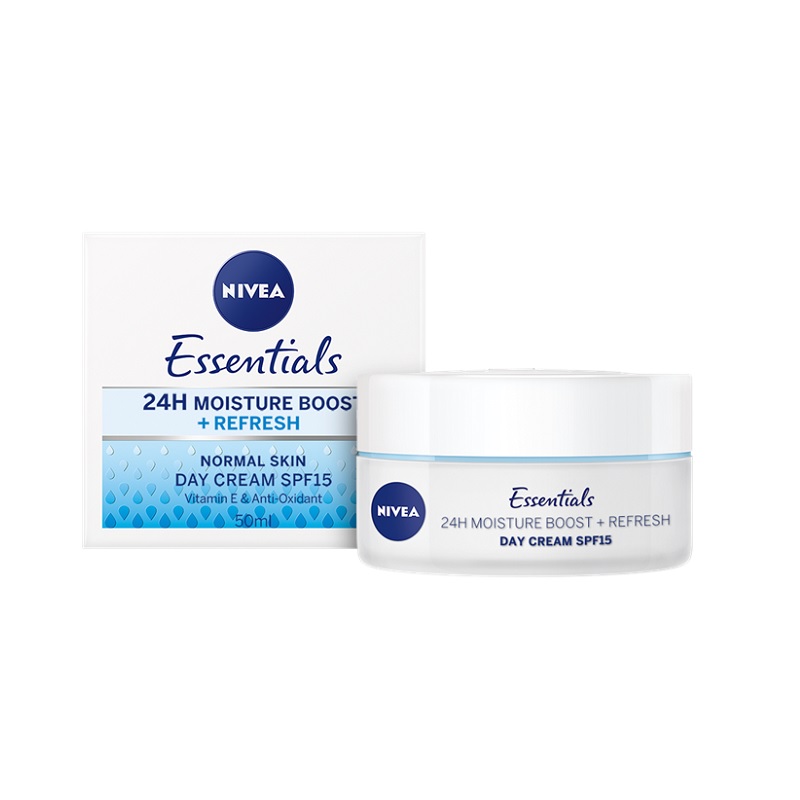 NIVEA
Essentials
24H MOISTURE BOOST
+ REFRESH
NORMAL SKIN
DAY CREAM SPF15
Vitamin E & Anti-Oxidant
50ml
NIVEA
Essentials
24H MOISTURE BOOST + REFRESH
DAY CREAM SPF15